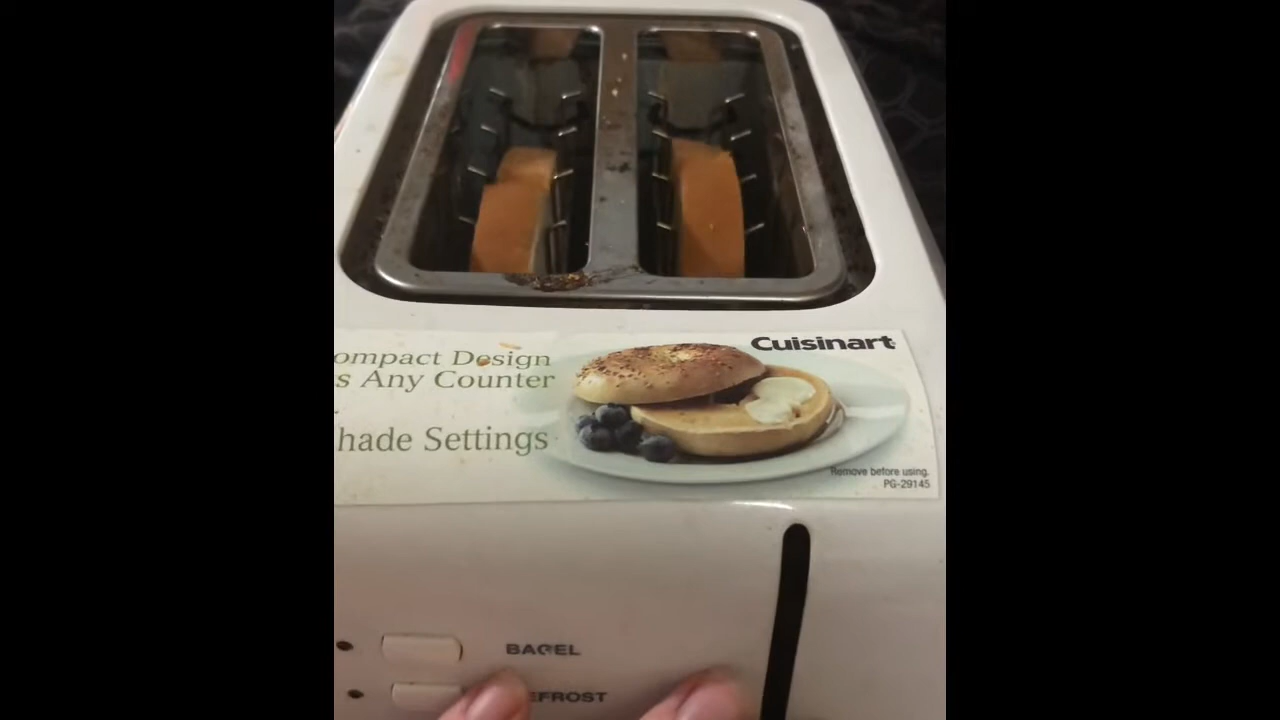 Cuisinart
ompact Design
s Any Counter
hade Settings
Remove before using.
PG-29145
BAGEL
EFROST